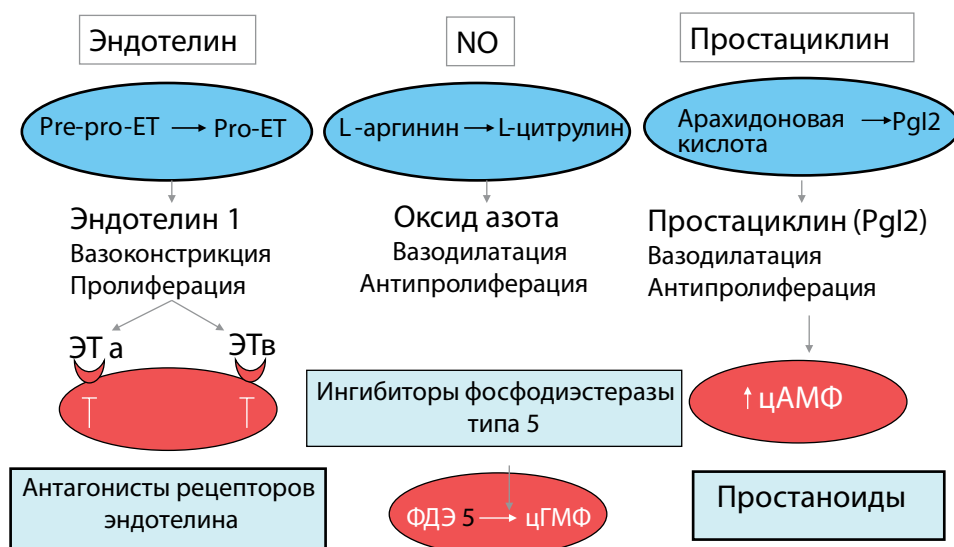 Эндотелин
NO
Простациклин
Pre-pro-ET → Pro-ET
L-аргинин → L-цитрулин
Арахидоновая → PgI2
кислота
Эндотелин 1
Вазоконстрикция
Пролиферация
Оксид азота
Вазодилатация
Антипролиферация
Простациклин (PgI2)
Вазодилатация
Антипролиферация
ЭТ а
ЭТв
Ингибиторы фосфодиэстеразы
типа 5
↑ цАМФ
Антагонисты рецепторов
эндотелина
ФДЭ 5 → цГМФ
Простаноиды